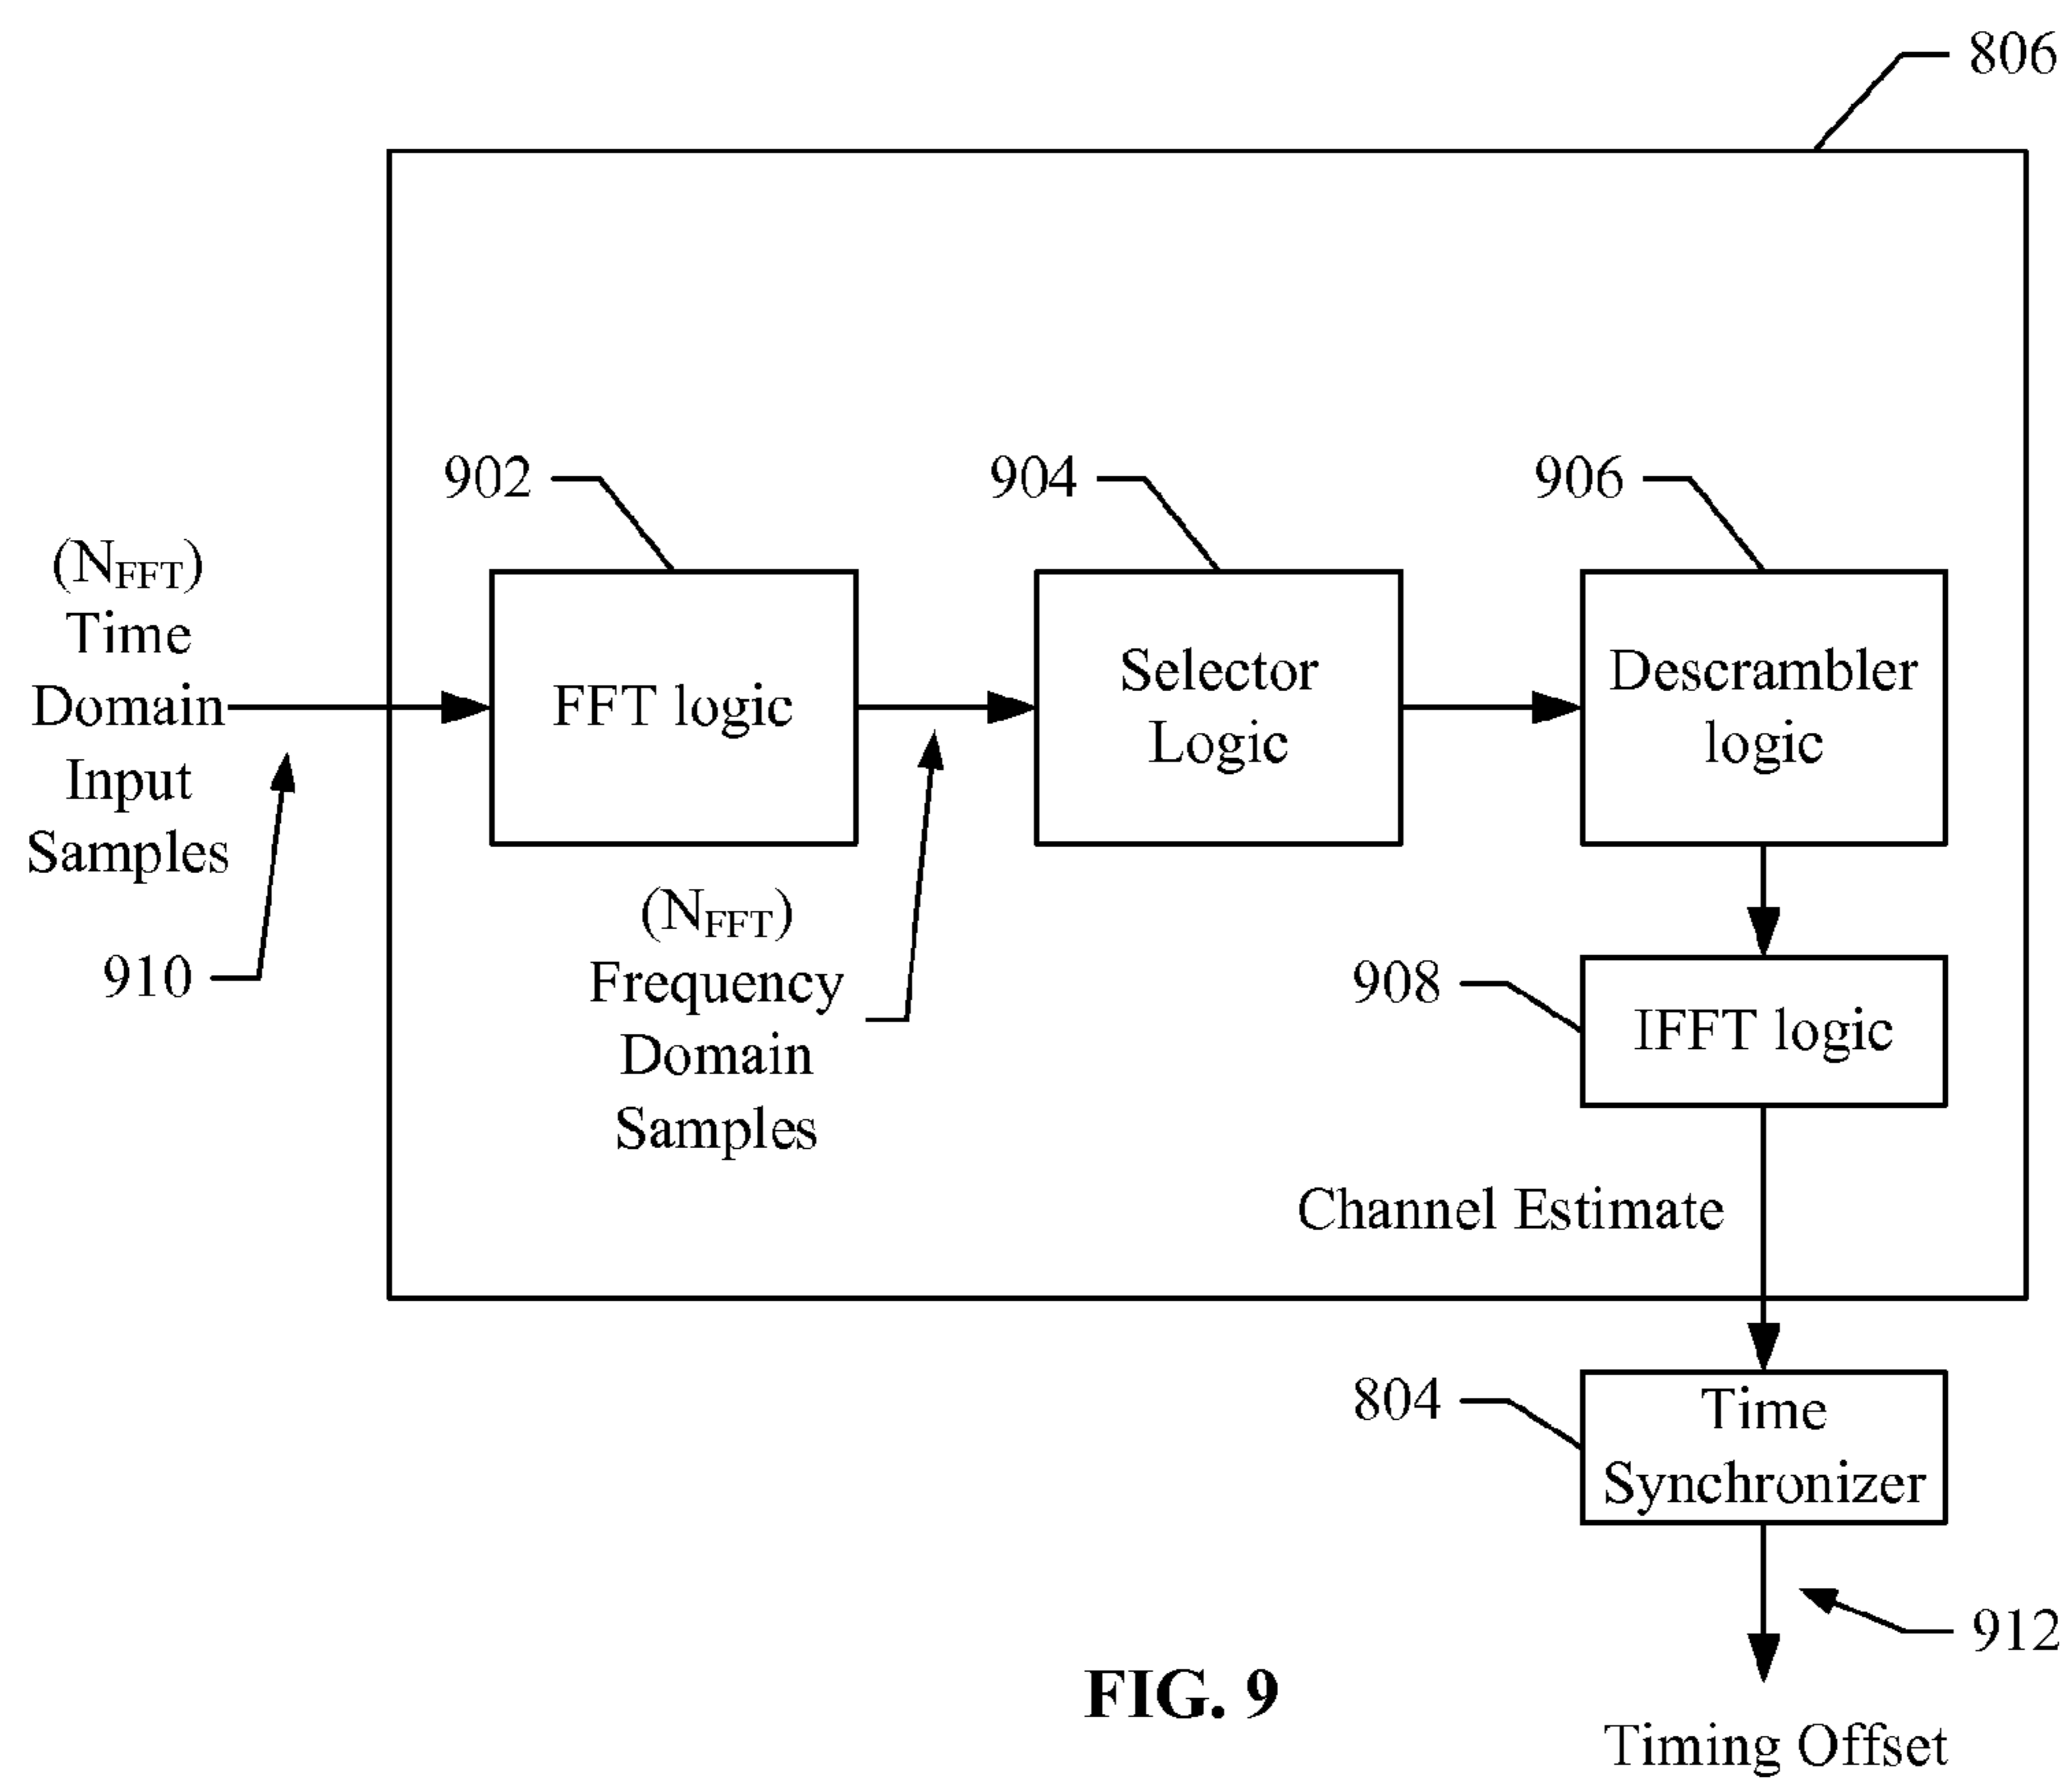 806
902
904
906
(NFFT)
Time
Domain
Input
Samples
FFT logic
Selector
Logic
Descrambler
logic
910
(NFFT)
Frequency
Domain
Samples
908
IFFT logic
Channel Estimate
804
Time
Synchronizer
912
FIG. 9
Timing Offset